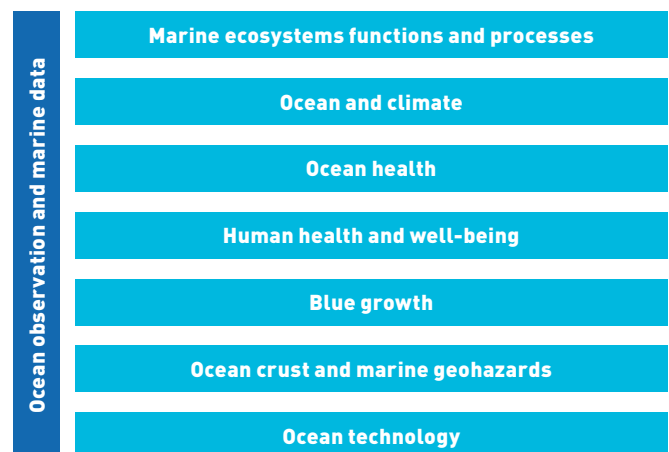 Ocean observation and marine data
Marine ecosystems functions and processes
Ocean and climate
Ocean health
Human health and well-being
Blue growth
Ocean crust and marine geohazards
Ocean technology